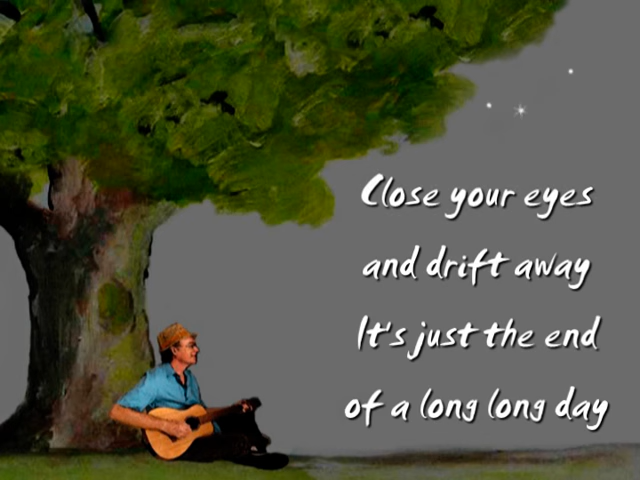 Close your eyes
and drift away
It's just the end
of a long long day